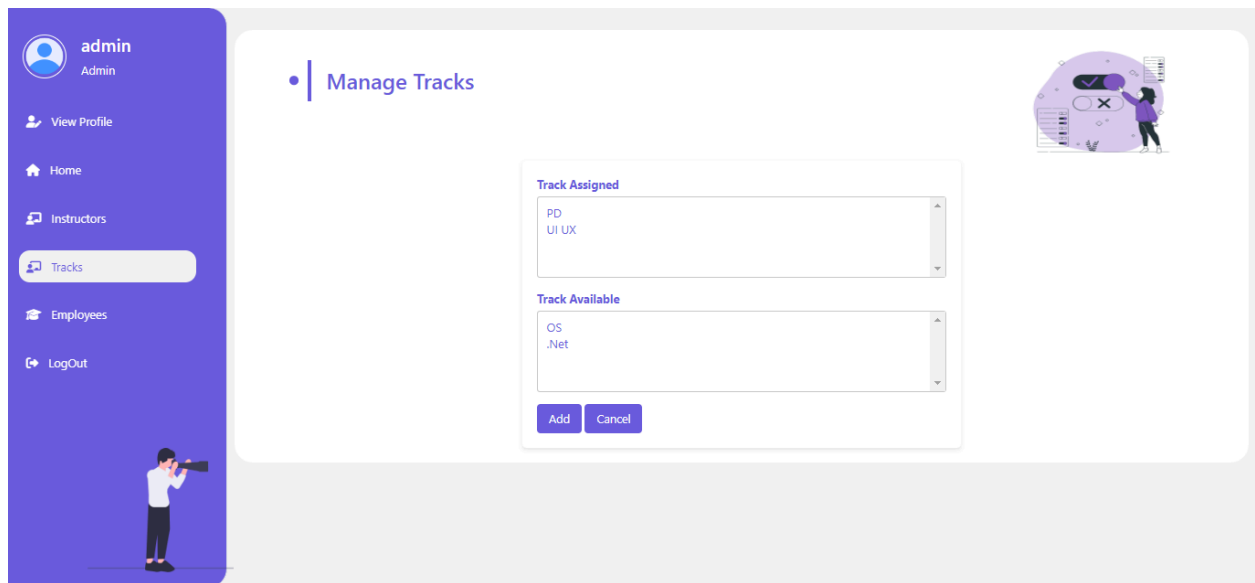 admin
Admin
View Profile
Home
Instructors
Tracks
Employees
LogOut
Manage Tracks
Track Assigned
PD
UI UX
Track Available
OS
.Net
Add
Cancel